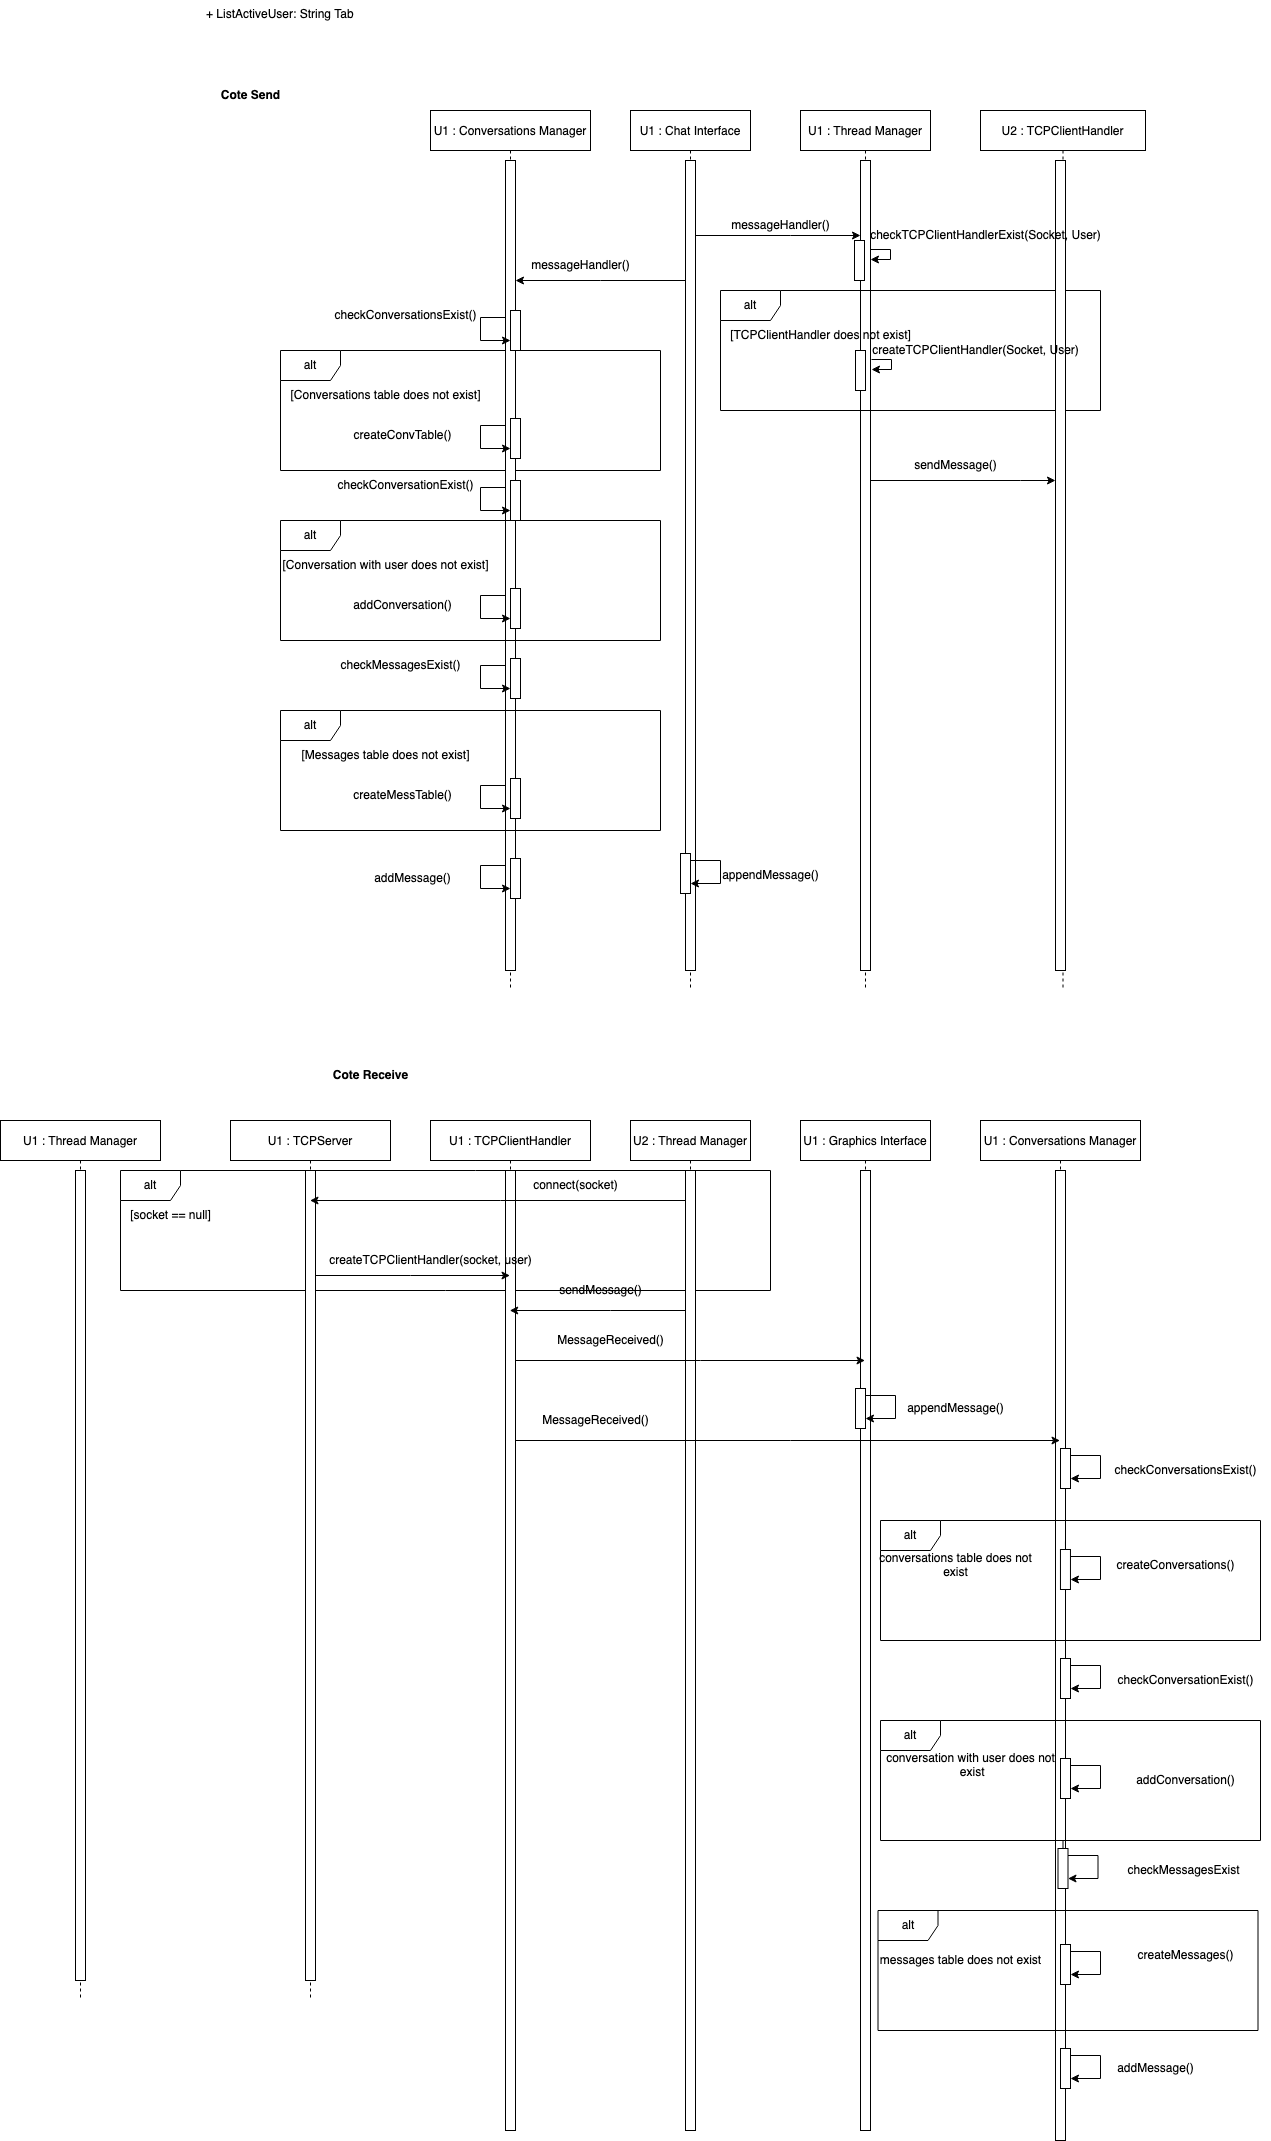 + ListActiveUser: String Tab
Cote Send
U1 : Conversations Manager
U1 : Chat Interface
U1 : Thread Manager
U2 : TCPClientHandler
messageHandler()
checkTCPClientHandlerExist(Socket, User)
messageHandler()
alt
checkConversationsExist()
[TCPClientHandler does not exist]
createTCPClientHandler(Socket, User)
alt
[Conversations table does not exist]
createConvTable()
sendMessage()
checkConversationExist()
alt
[Conversation with user does not exist]
addConversation()
checkMessagesExist()
alt
[Messages table does not exist]
createMessTable()
addMessage()
appendMessage()
Cote Receive
U1 : Thread Manager
U1 : TCPServer
U1 : TCPClientHandler
U2 : Thread Manager
U1 : Graphics Interface
U1 : Conversations Manager
alt
connect(socket)
[socket == null]
createTCPClientHandler(socket, user)
sendMessage()
MessageReceived()
appendMessage()
MessageReceived()
checkConversationsExist()
alt
conversations table does not
exist
createConversations()
checkConversationExist()
alt
conversation with user does not
exist
addConversation()
checkMessagesExist
alt
messages table does not exist
createMessages()
addMessage()